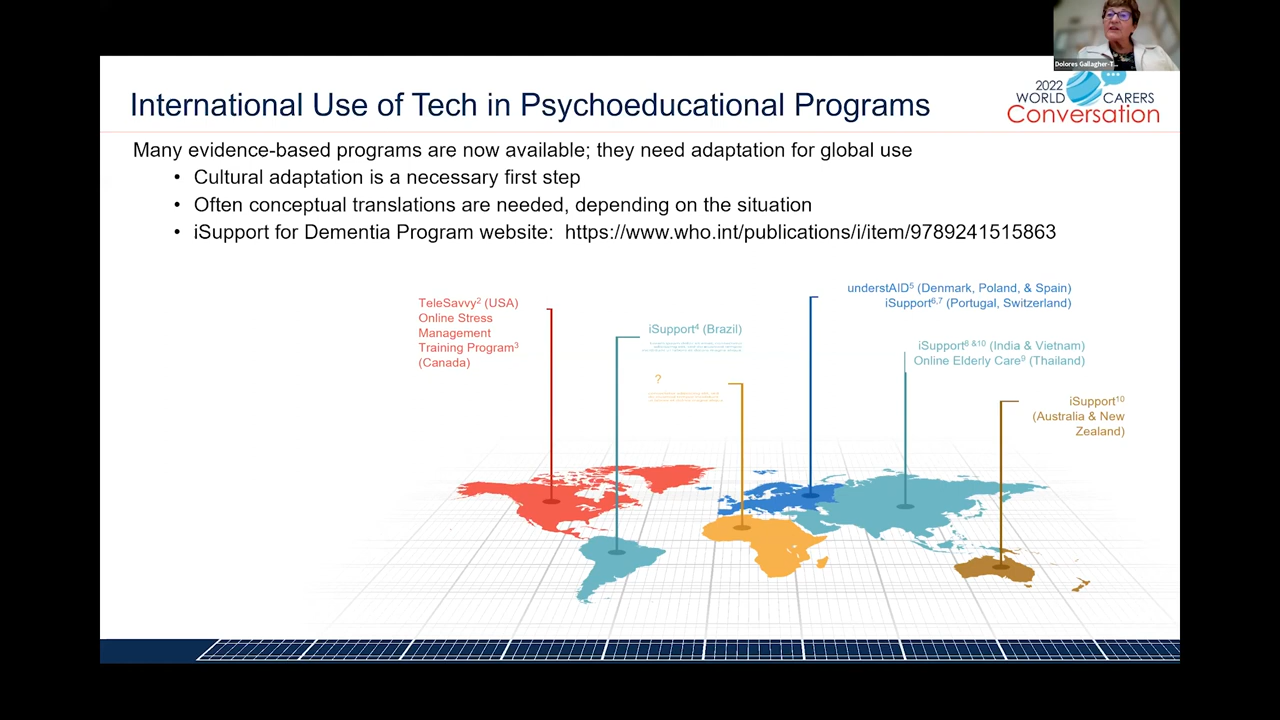 Dolores Gallagher-T...
2022
WORLD CARERS
Conversation
International Use of Tech in Psychoeducational Programs
Many evidence-based programs are now available; they need adaptation for global use
• Cultural adaptation is a necessary first step
• Often conceptual translations are needed, depending on the situation
• iSupport for Dementia Program website: https://www.who.int/publications/i/item/9789241515863
TeleSavvy² (USA)
Online Stress
Management
Training Program³
(Canada)
iSupport⁴ (Brazil)
?
understAID⁵ (Denmark, Poland, & Spain)
iSupport⁶,⁷ (Portugal, Switzerland)
iSupport⁸ &¹⁰ (India & Vietnam)
Online Elderly Care⁹ (Thailand)
iSupport¹⁰
(Australia & New
Zealand)